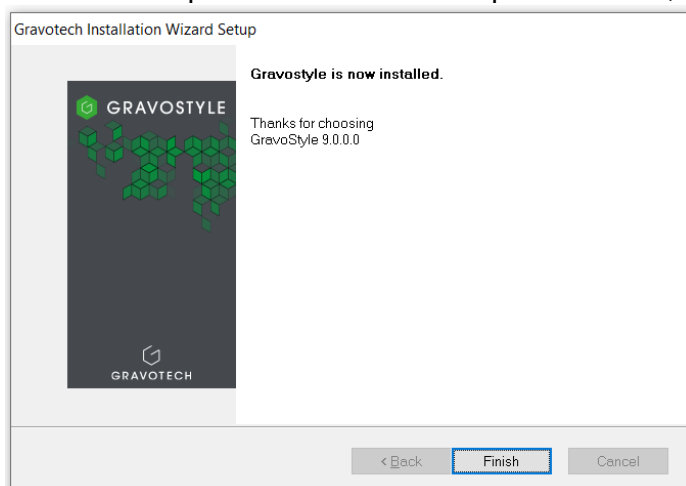 Gravotech Installation Wizard Setup
GRAVOSTYLE
Gravostyle is now installed.
Thanks for choosing
GravoStyle 9.0.0.0
GRAVOTECH
< Back
Finish
Cancel